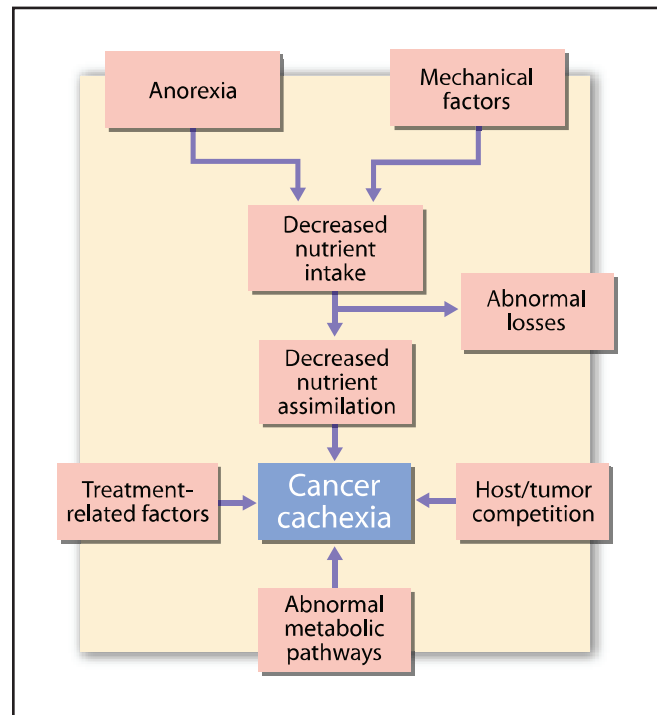 Anorexia
Mechanical
factors
Decreased
nutrient
intake
Abnormal
losses
Decreased
nutrient
assimilation
Treatment-
related factors
Cancer
cachexia
Host/tumor
competition
Abnormal
metabolic
pathways